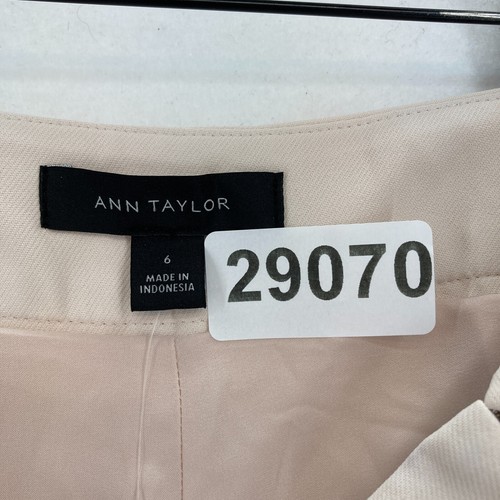 ANN TAYLOR
6
MADE IN
INDONESIA
29070